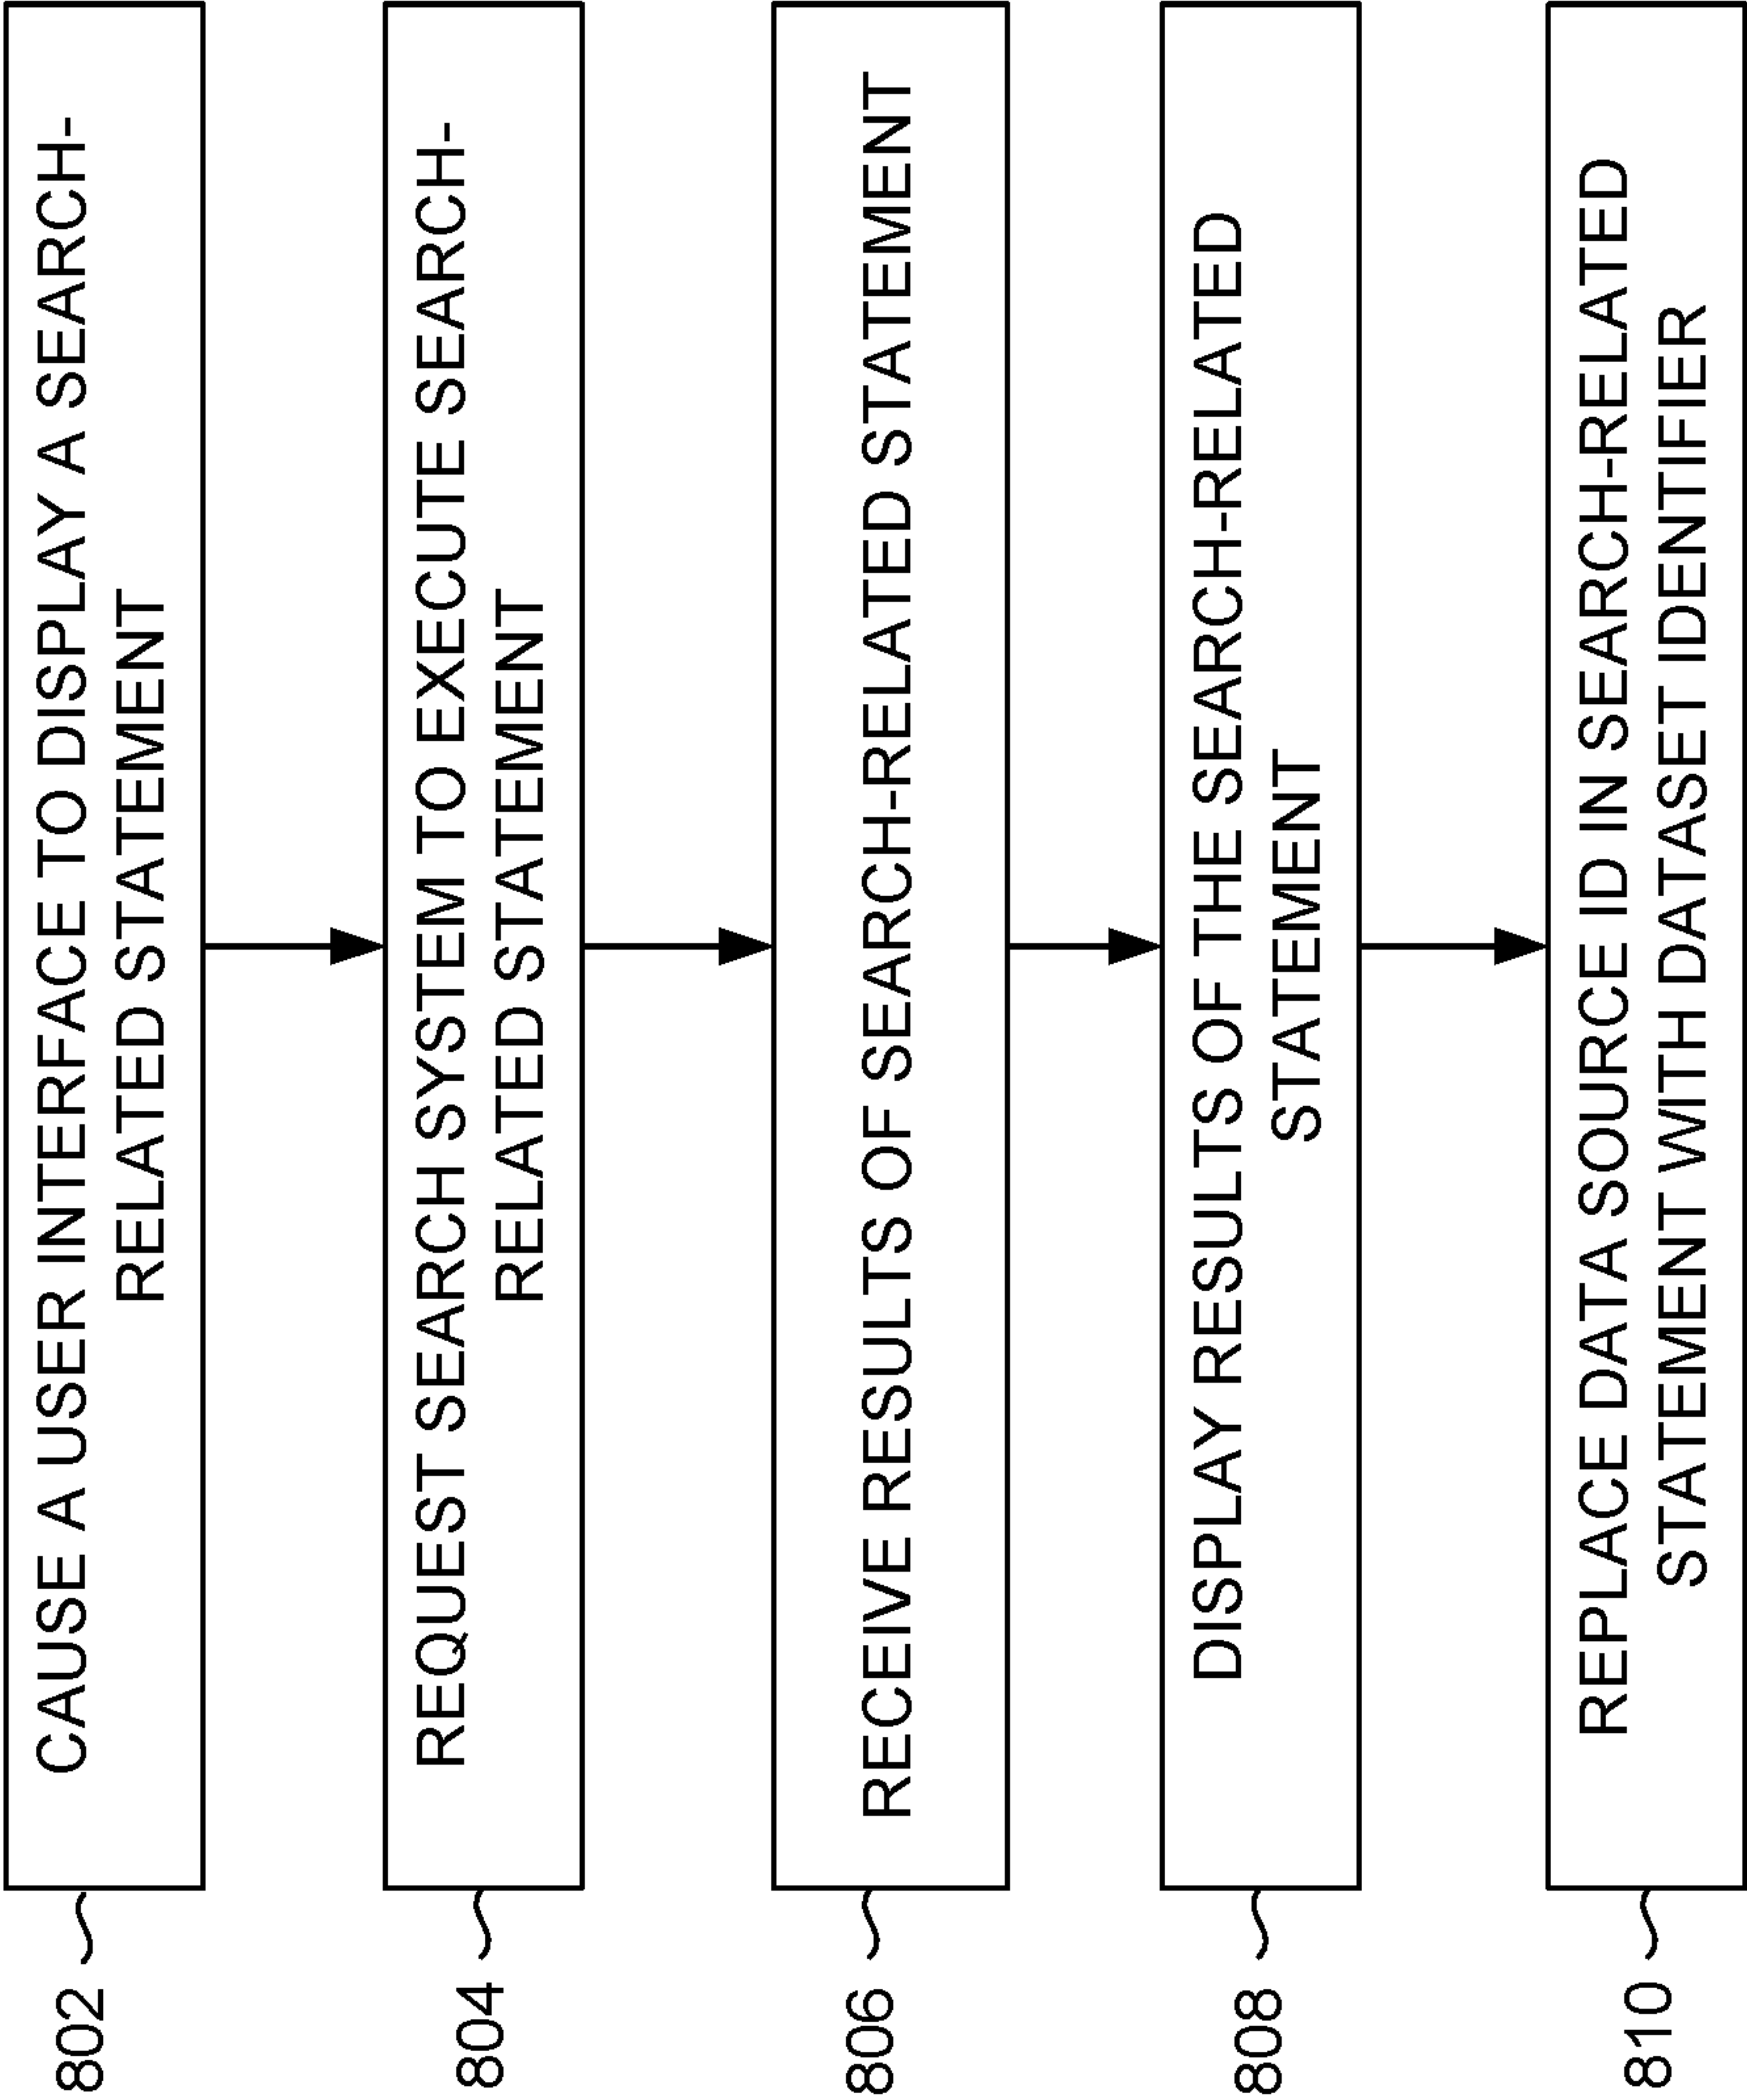 802
CAUSE A USER INTERFACE TO DISPLAY A SEARCH-
RELATED STATEMENT
804
REQUEST SEARCH SYSTEM TO EXECUTE SEARCH-
RELATED STATEMENT
806
RECEIVE RESULTS OF SEARCH-RELATED STATEMENT
808
DISPLAY RESULTS OF THE SEARCH-RELATED
STATEMENT
810
REPLACE DATA SOURCE ID IN SEARCH-RELATED
STATEMENT WITH DATASET IDENTIFIER